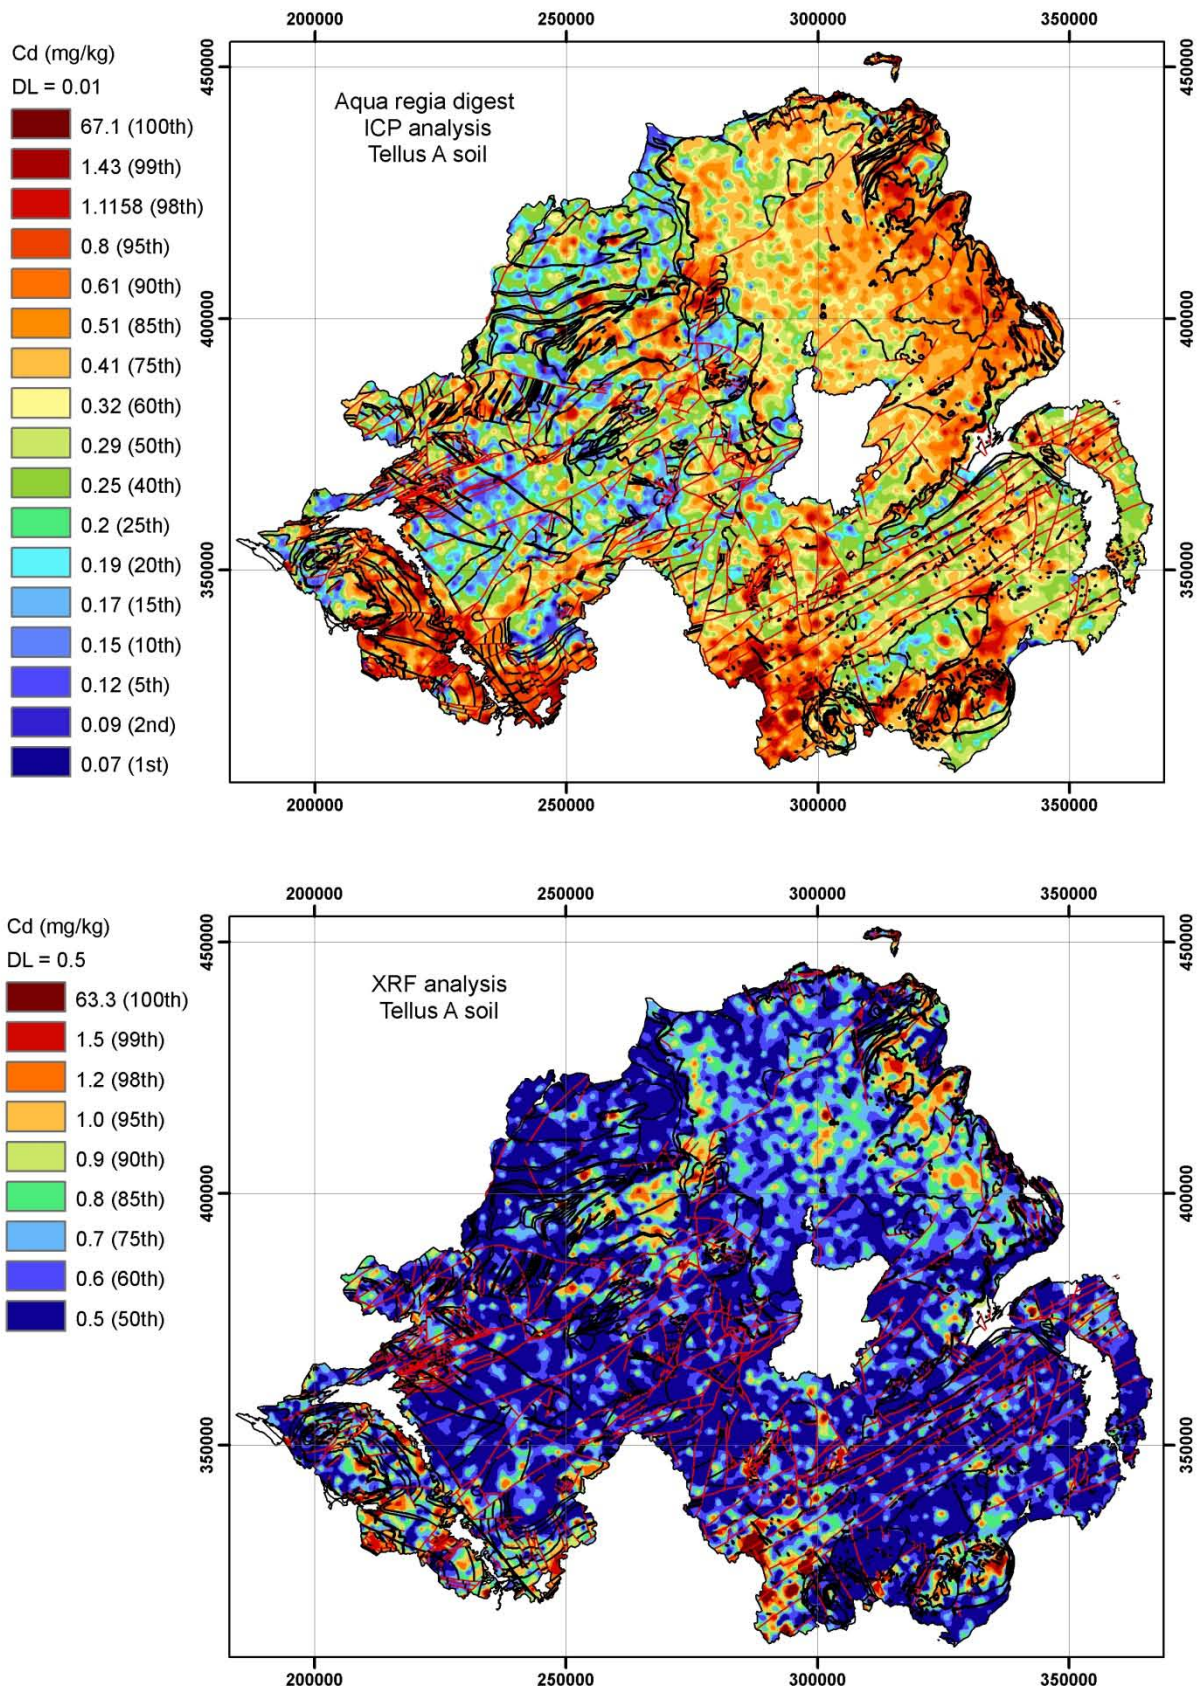 200000 250000 300000 350000
Cd (mg/kg)
DL = 0.01
67.1 (100th)
1.43 (99th)
1.1158 (98th)
0.8 (95th)
0.61 (90th)
0.51 (85th)
0.41 (75th)
0.32 (60th)
0.29 (50th)
0.25 (40th)
0.2 (25th)
0.19 (20th)
0.17 (15th)
0.15 (10th)
0.12 (5th)
0.09 (2nd)
0.07 (1st)
450000
400000
350000
Aqua regia digest
ICP analysis
Tellus A soil
450000
400000
350000
200000 250000 300000 350000
200000 250000 300000 350000
Cd (mg/kg)
DL = 0.5
63.3 (100th)
1.5 (99th)
1.2 (98th)
1.0 (95th)
0.9 (90th)
0.8 (85th)
0.7 (75th)
0.6 (60th)
0.5 (50th)
450000
400000
350000
XRF analysis
Tellus A soil
450000
400000
350000
200000 250000 300000 350000